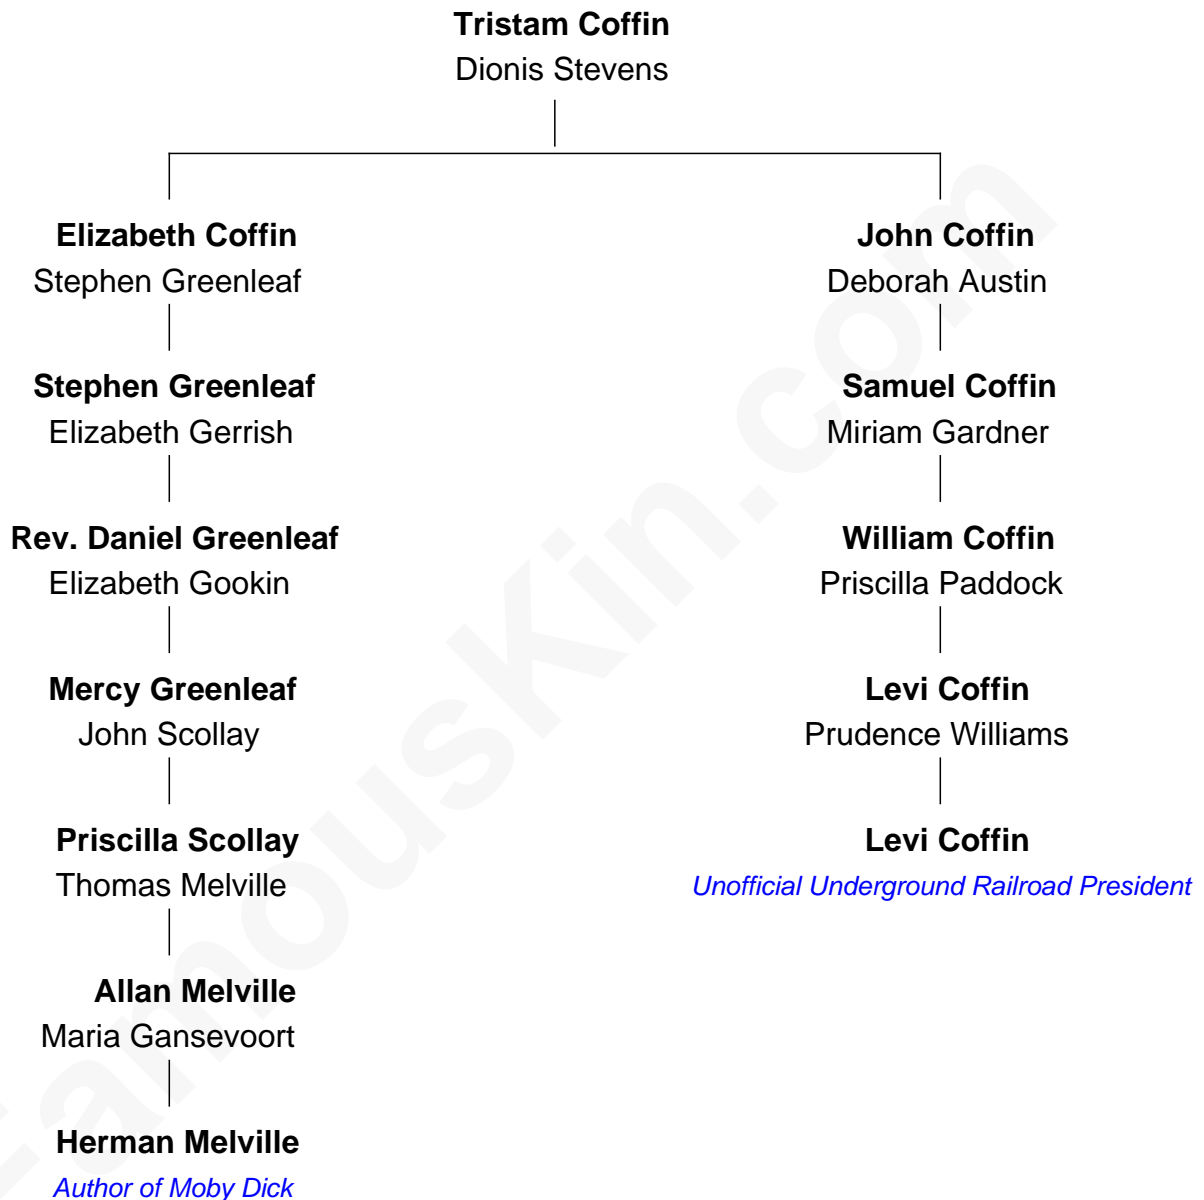 Tristam Coffin
Dionis Stevens
Elizabeth Coffin
Stephen Greenleaf
John Coffin
Deborah Austin
Stephen Greenleaf
Elizabeth Gerrish
Samuel Coffin
Miriam Gardner
Rev. Daniel Greenleaf
Elizabeth Gookin
William Coffin
Priscilla Paddock
Mercy Greenleaf
John Scollay
Levi Coffin
Prudence Williams
Priscilla Scollay
Thomas Melville
Levi Coffin
Unofficial Underground Railroad President
Allan Melville
Maria Gansevoort
Herman Melville
Author of Moby Dick
FamousKin.com